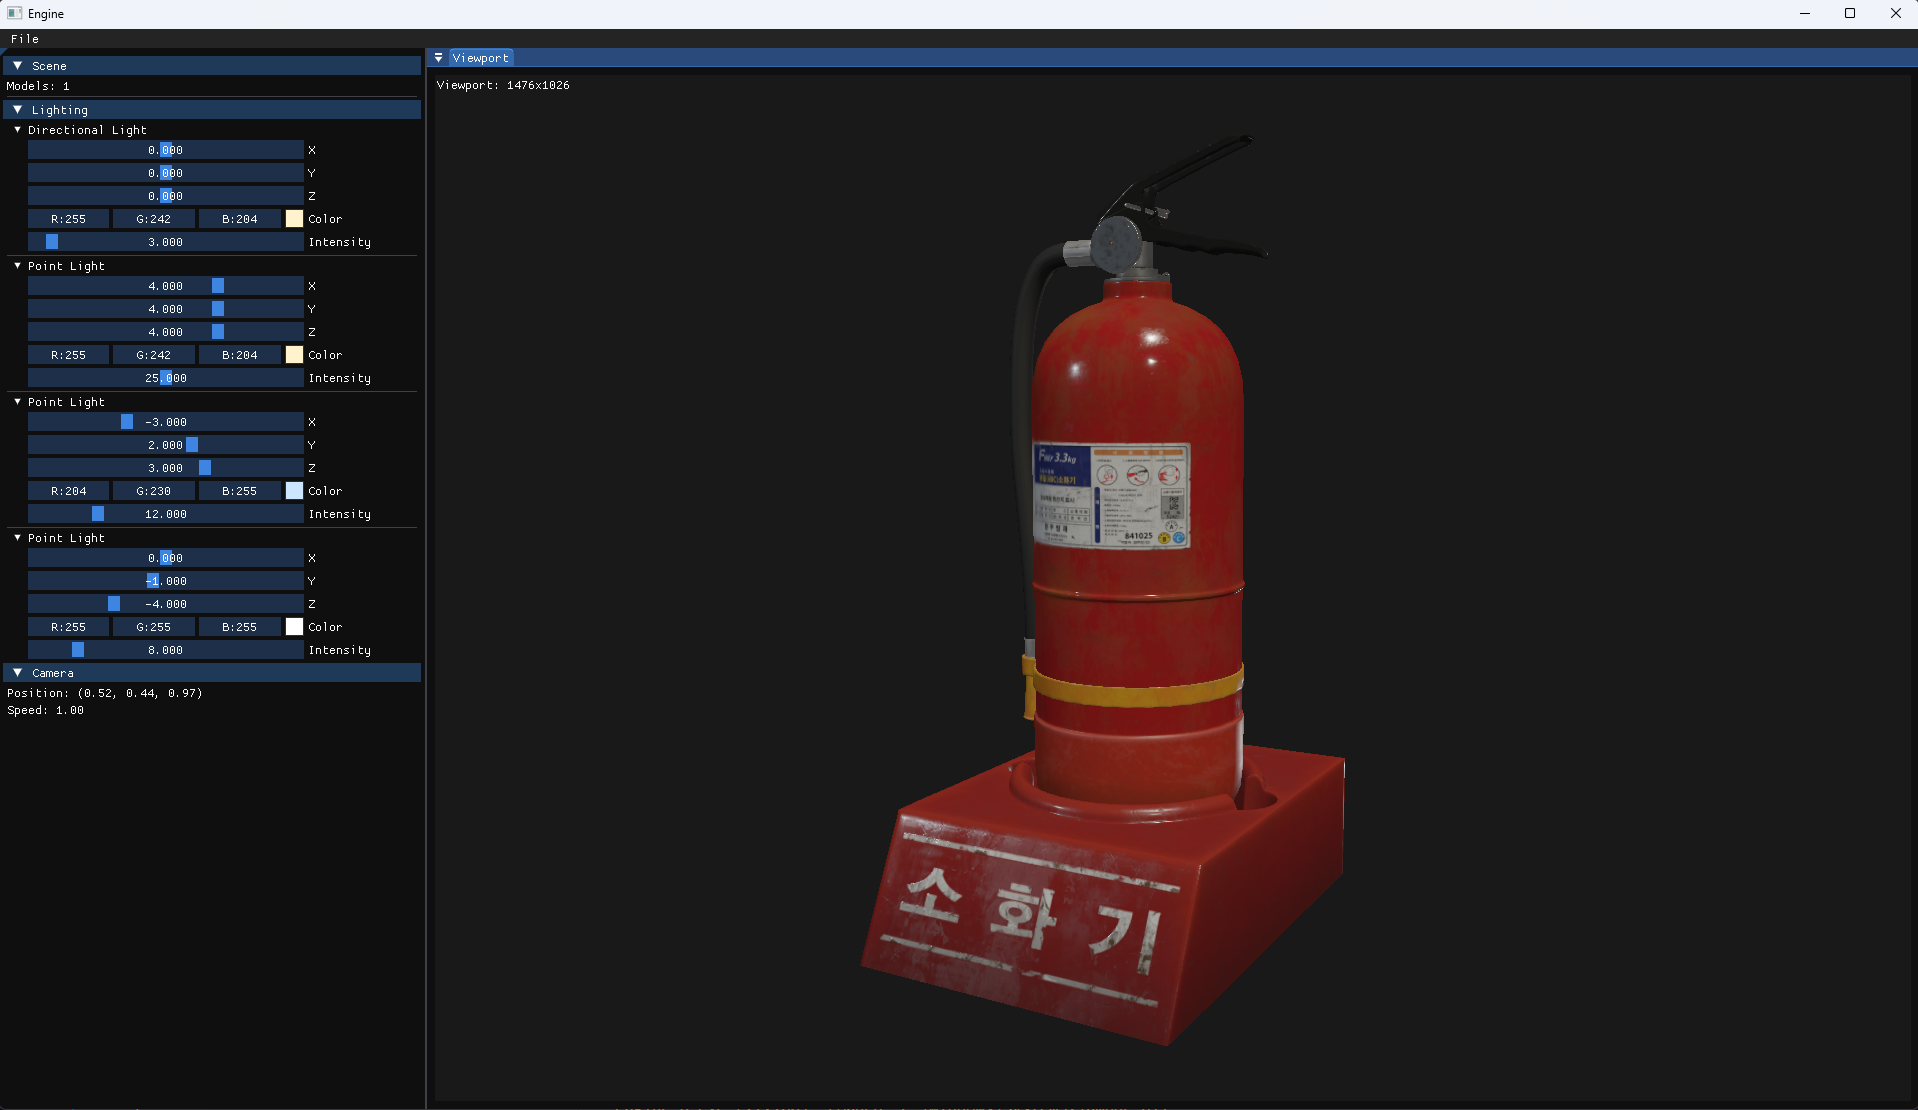 Engine
File
Scene
Models: 1
Lighting
Directional Light
0.000 X
0.000 Y
0.000 Z
R:255 G:242 B:204 Color
3.000 Intensity
Point Light
4.000 X
4.000 Y
4.000 Z
R:255 G:242 B:204 Color
25.000 Intensity
Point Light
-3.000 X
2.000 Y
3.000 Z
R:204 G:230 B:255 Color
12.000 Intensity
Point Light
0.000 X
-1.000 Y
-4.000 Z
R:255 G:255 B:255 Color
8.000 Intensity
Camera
Position: (0.52, 0.44, 0.97)
Speed: 1.00
Viewport
Viewport: 1476x1026
3.3kg
841025
소화기